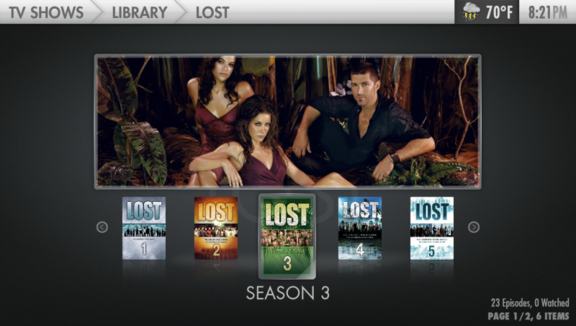 TV SHOWS LIBRARY LOST
70°F 8:21PM
LOST 1
LOST 2
LOST 3
LOST 4
LOST 5
SEASON 3
23 Episodes, 0 Watched
PAGE 1/2, 6 ITEMS